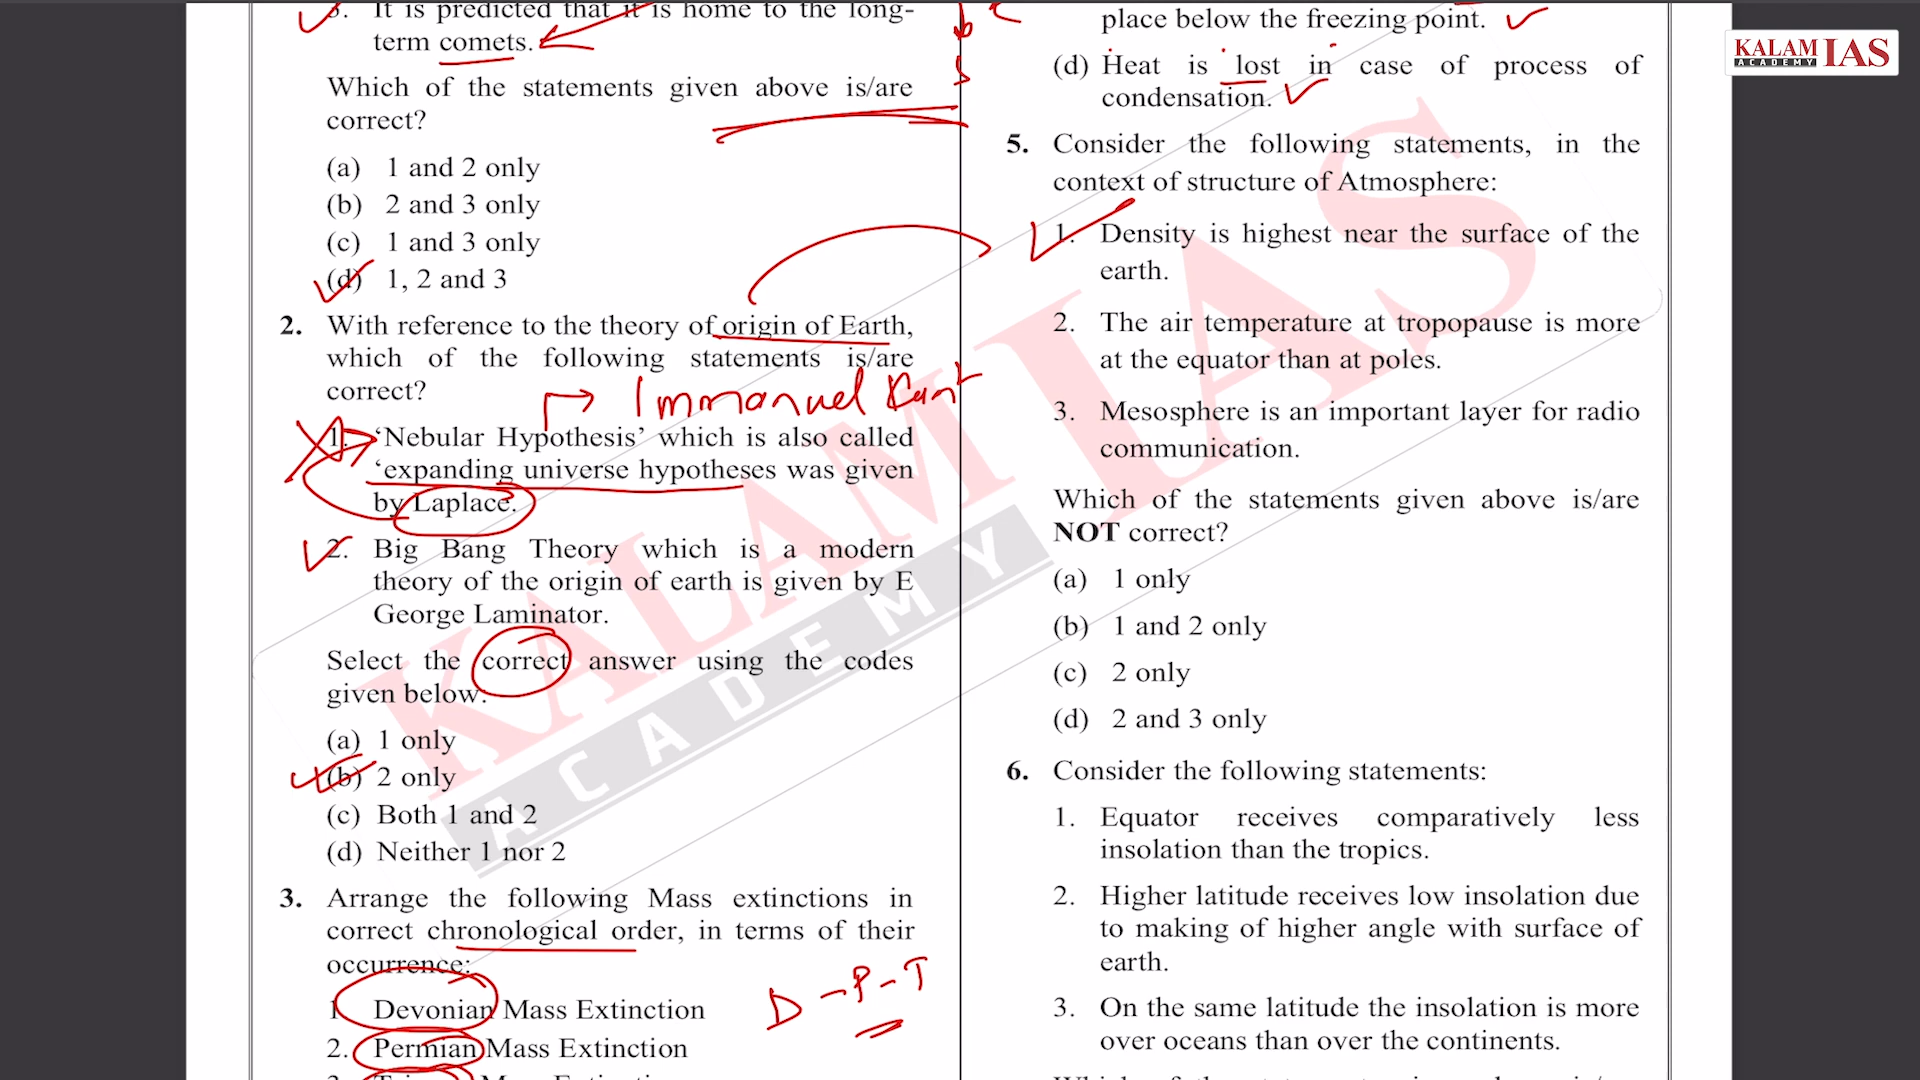 3. It is predicted that it is home to the long-
term comets.
Which of the statements given above is/are
correct?
(a) 1 and 2 only
(b) 2 and 3 only
(c) 1 and 3 only
(d) 1, 2 and 3
2. With reference to the theory of origin of Earth,
which of the following statements is/are
correct?
Immanuel Kant
1. ‘Nebular Hypothesis’ which is also called
‘expanding universe hypotheses was given
by Laplace.
2. Big Bang Theory which is a modern
theory of the origin of earth is given by E
George Laminator.
Select the correct answer using the codes
given below:
(a) 1 only
(b) 2 only
(c) Both 1 and 2
(d) Neither 1 nor 2
3. Arrange the following Mass extinctions in
correct chronological order, in terms of their
occurrence:
D-P-T
1. Devonian Mass Extinction
2. Permian Mass Extinction
place below the freezing point.
(d) Heat is lost in case of process of
condensation.
5. Consider the following statements, in the
context of structure of Atmosphere:
1. Density is highest near the surface of the
earth.
2. The air temperature at tropopause is more
at the equator than at poles.
3. Mesosphere is an important layer for radio
communication.
Which of the statements given above is/are
NOT correct?
(a) 1 only
(b) 1 and 2 only
(c) 2 only
(d) 2 and 3 only
6. Consider the following statements:
1. Equator receives comparatively less
insolation than the tropics.
2. Higher latitude receives low insolation due
to making of higher angle with surface of
earth.
3. On the same latitude the insolation is more
over oceans than over the continents.
KALAM IAS
ACADEMY
KALAM IAS
ACADEMY